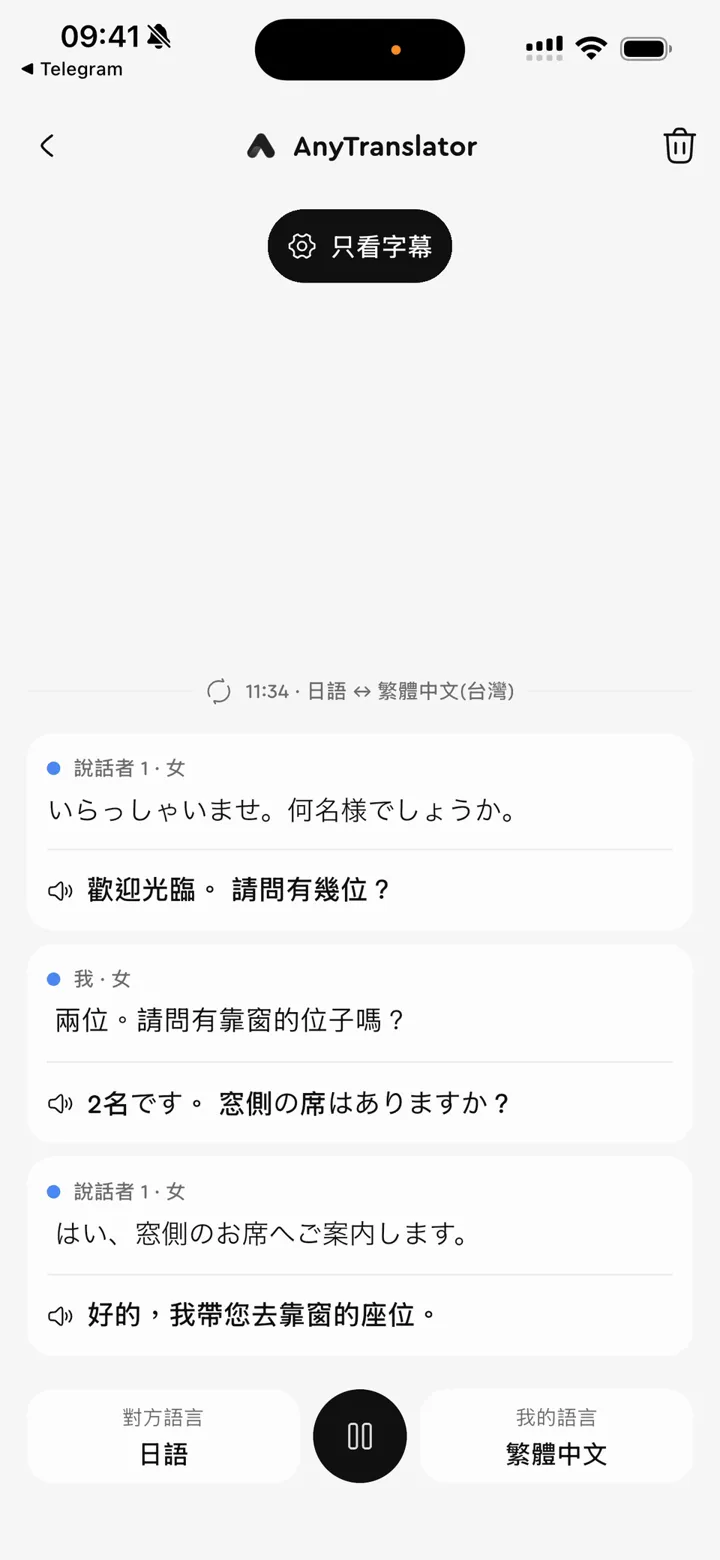 09:41
Telegram
AnyTranslator
只看字幕
11:34 · 日語 ↔ 繁體中文(台灣)
說話者 1 · 女
いらっしゃいませ。何名様でしょうか。
歡迎光臨。 請問有幾位？
我 · 女
兩位。請問有靠窗的位子嗎？
2名です。 窓側の席はありますか？
說話者 1 · 女
はい、窓側のお席へご案内します。
好的，我帶您去靠窗的座位。
對方語言
日語
我的語言
繁體中文